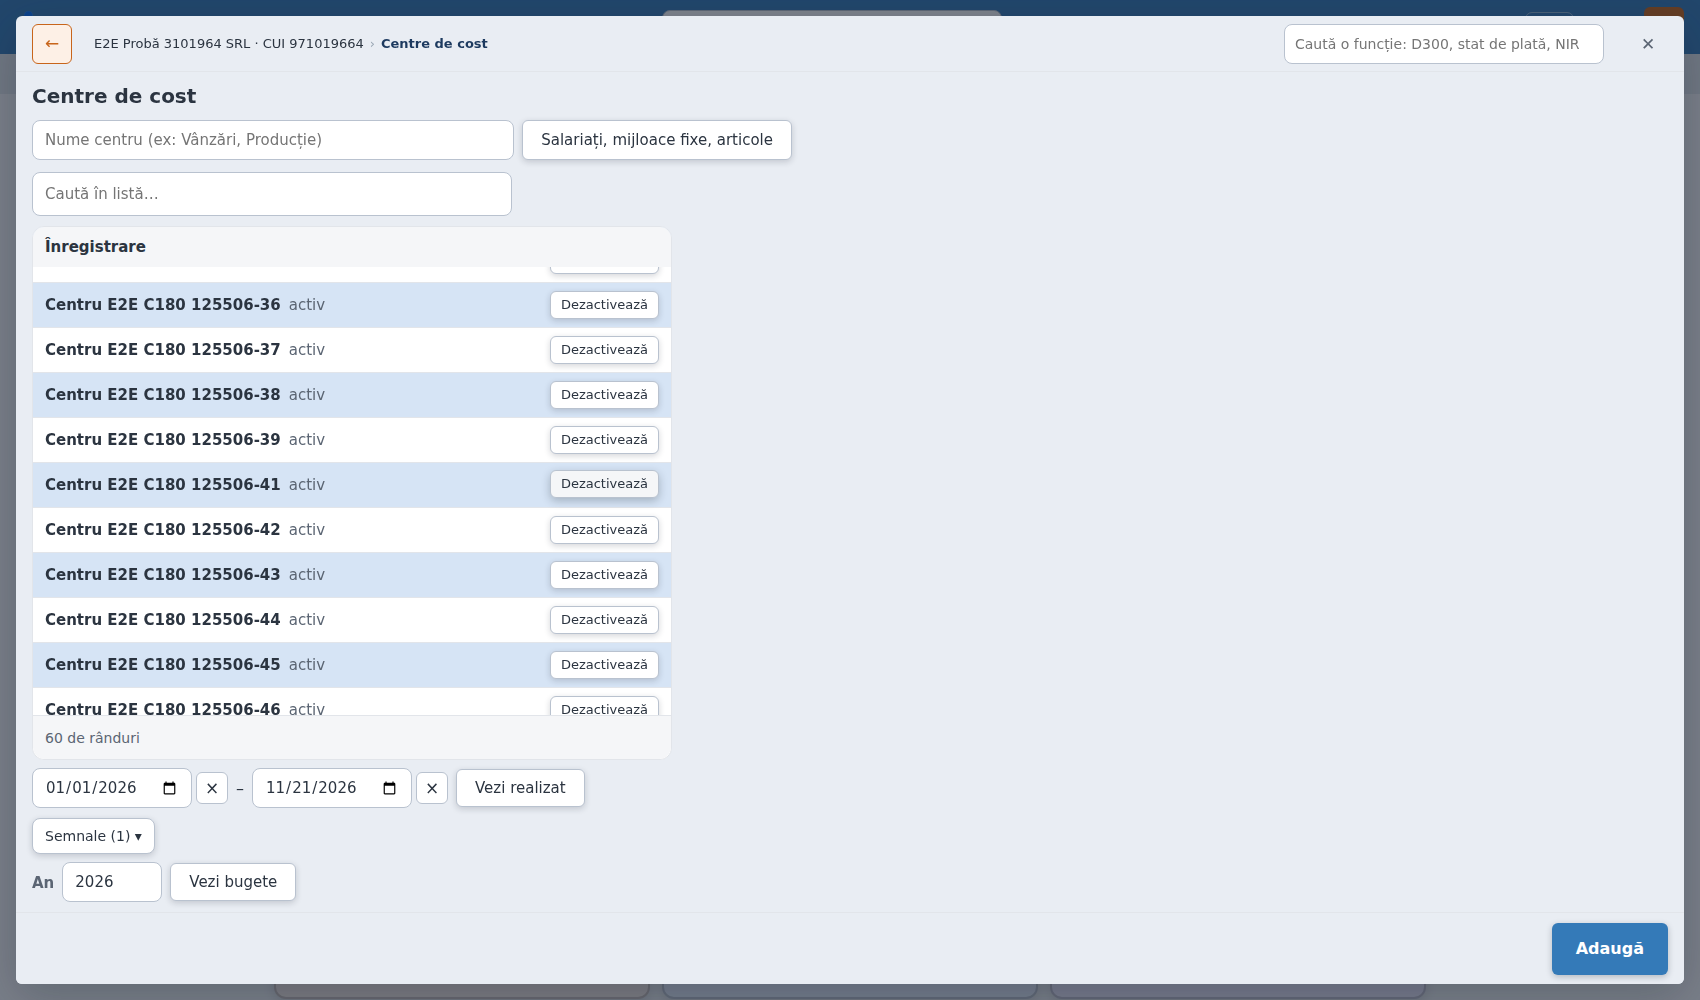 ←
E2E Probă 3101964 SRL · CUI 971019664 › Centre de cost
Caută o funcție: D300, stat de plată, NIR
×
Centre de cost
Nume centru (ex: Vânzări, Producție)
Salariați, mijloace fixe, articole
Caută în listă...
Înregistrare
Centru E2E C180 125506-36 activ Dezactivează
Centru E2E C180 125506-37 activ Dezactivează
Centru E2E C180 125506-38 activ Dezactivează
Centru E2E C180 125506-39 activ Dezactivează
Centru E2E C180 125506-41 activ Dezactivează
Centru E2E C180 125506-42 activ Dezactivează
Centru E2E C180 125506-43 activ Dezactivează
Centru E2E C180 125506-44 activ Dezactivează
Centru E2E C180 125506-45 activ Dezactivează
Centru E2E C180 125506-46 activ Dezactivează
60 de rânduri
01/01/2026 × – 11/21/2026 × Vezi realizat
Semnale (1) ▾
An 2026 Vezi bugete
Adaugă